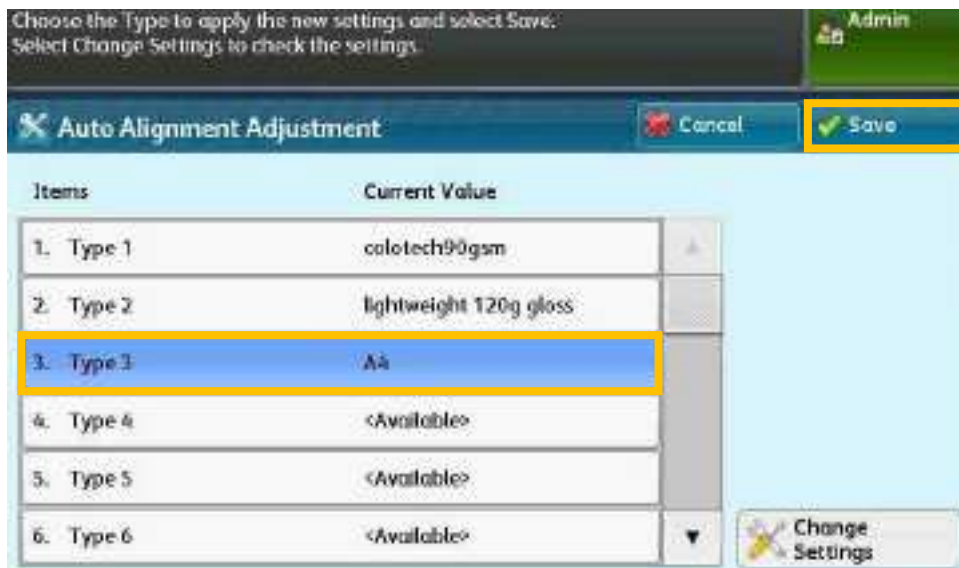 Choose the Type to apply the new settings and select Save.
Select Change Settings to check the settings.
Admin
Auto Alignment Adjustment
Cancel
Save
Items Current Value
1. Type 1 colotech90gsm
2. Type 2 lightweight 120g gloss
3. Type 3 A4
4. Type 4 <Available>
5. Type 5 <Available>
6. Type 6 <Available>
Change
Settings